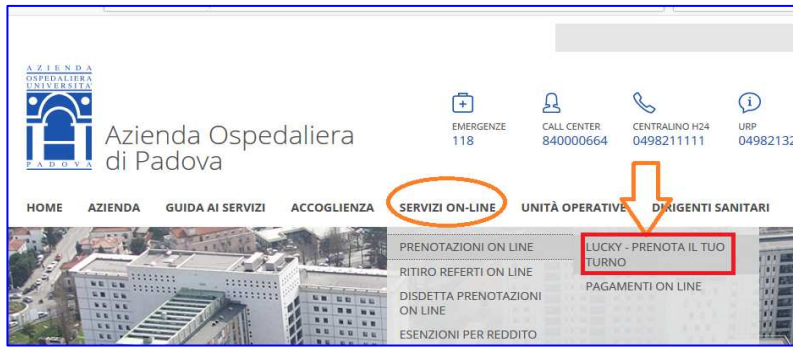 AZIENDA
OSPEDALIERA
UNIVERSITA'
PADOVA
Azienda Ospedaliera
di Padova
EMERGENZE
118
CALL CENTER
840000664
CENTRALINO H24
0498211111
URP
04982132
HOME AZIENDA GUIDA AI SERVIZI ACCOGLIENZA SERVIZI ON-LINE UNITÀ OPERATIVE DIRIGENTI SANITARI
PRENOTAZIONI ON LINE
RITIRO REFERTI ON LINE
DISDETTA PRENOTAZIONI
ON LINE
ESENZIONI PER REDDITO
LUCKY - PRENOTA IL TUO
TURNO
PAGAMENTI ON LINE